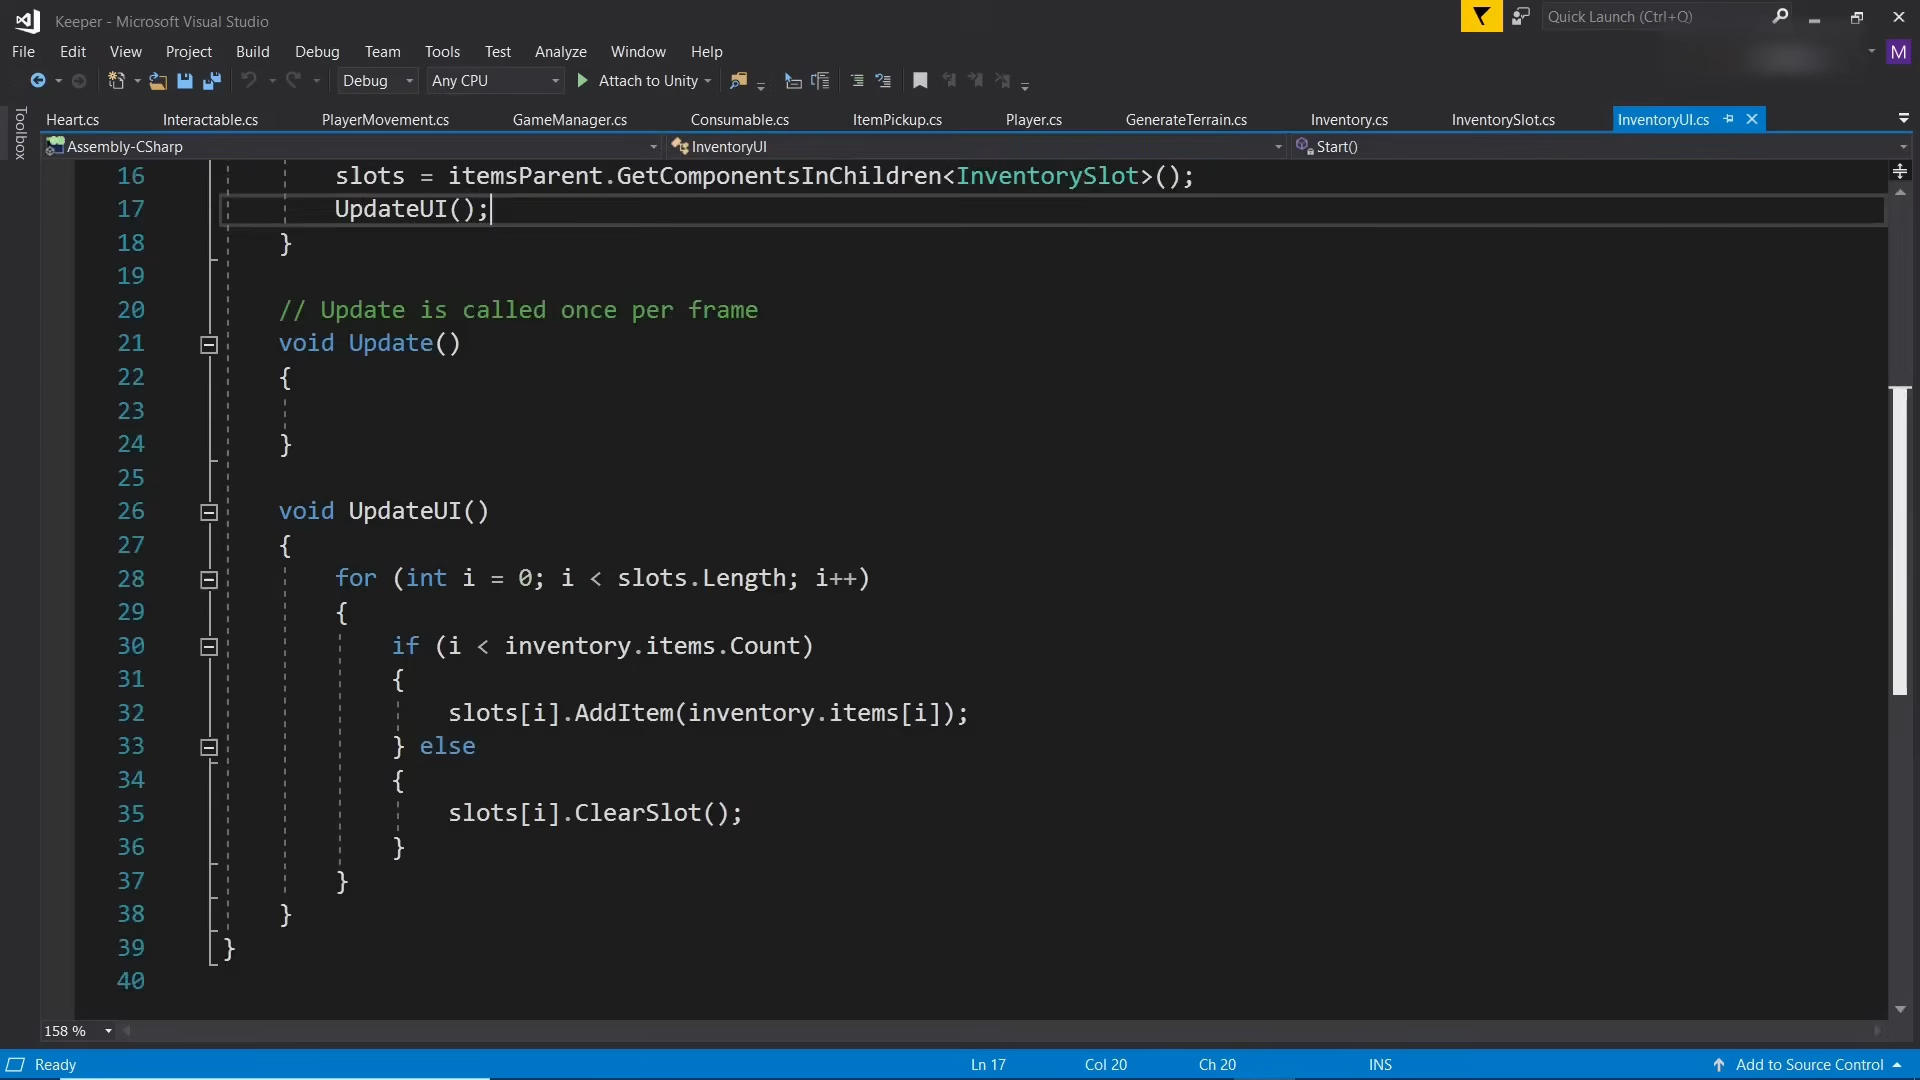 Keeper - Microsoft Visual Studio
Quick Launch (Ctrl+Q)
File Edit View Project Build Debug Team Tools Test Analyze Window Help
M
Debug Any CPU Attach to Unity
Toolbox
Heart.cs Interactable.cs PlayerMovement.cs GameManager.cs Consumable.cs ItemPickup.cs Player.cs GenerateTerrain.cs Inventory.cs InventorySlot.cs InventoryUI.cs
Assembly-CSharp InventoryUI Start()
16 slots = itemsParent.GetComponentsInChildren<InventorySlot>();
17 UpdateUI();
18 }
19
20 // Update is called once per frame
21 void Update()
22 {
23
24 }
25
26 void UpdateUI()
27 {
28 for (int i = 0; i < slots.Length; i++)
29 {
30 if (i < inventory.items.Count)
31 {
32 slots[i].AddItem(inventory.items[i]);
33 } else
34 {
35 slots[i].ClearSlot();
36 }
37 }
38 }
39 }
40
158 %
Ready Ln 17 Col 20 Ch 20 INS Add to Source Control